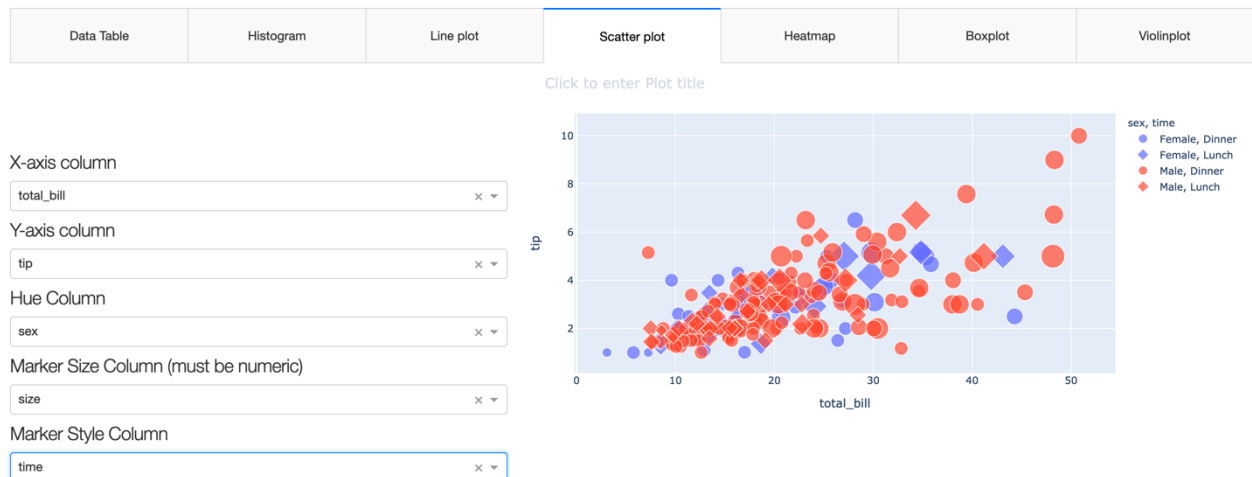 Data Table
Histogram
Line plot
Scatter plot
Heatmap
Boxplot
Violinplot
Click to enter Plot title
X-axis column
total_bill
Y-axis column
tip
Hue Column
sex
Marker Size Column (must be numeric)
size
Marker Style Column
time
10
8
6
4
2
tip
0
10
20
30
40
50
total_bill
sex, time
Female, Dinner
Female, Lunch
Male, Dinner
Male, Lunch